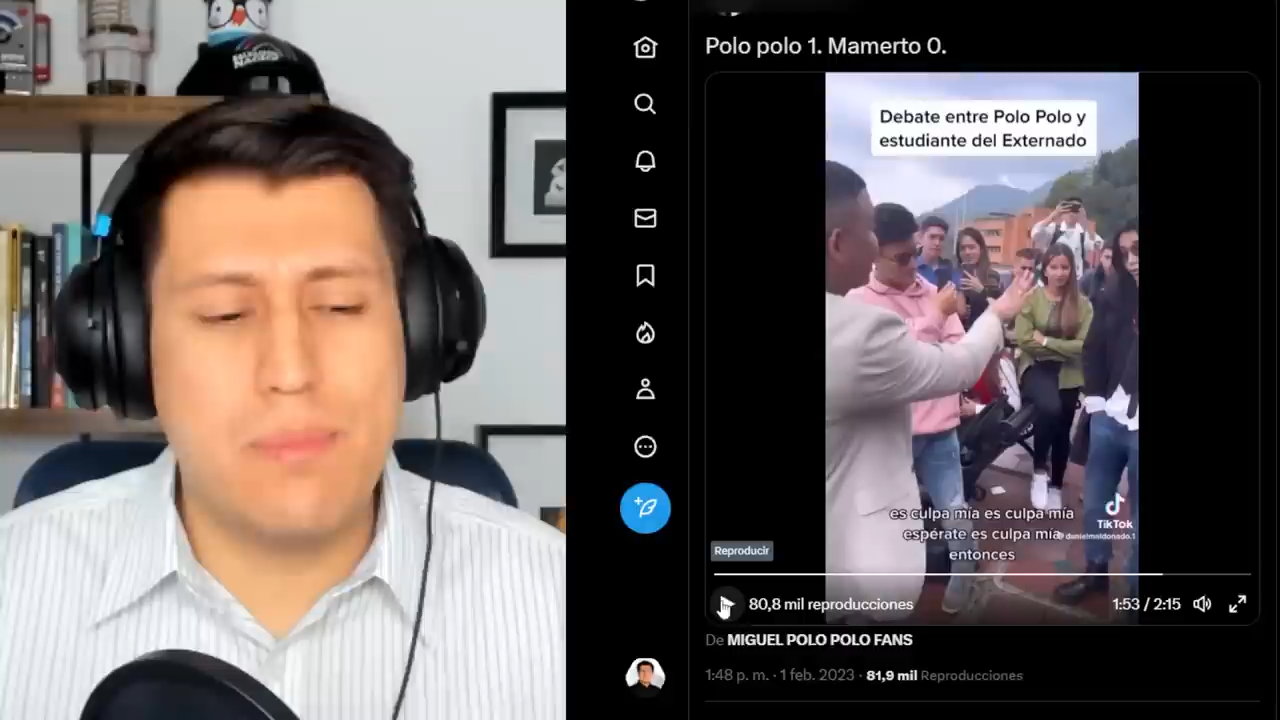 Polo polo 1. Mamerto 0.
Debate entre Polo Polo y
estudiante del Externado
es culpa mía es culpa mía
espérate es culpa mía
entonces
TikTok
danielmaldonado.1
Reproducir
80,8 mil reproducciones
1:53 / 2:15
De MIGUEL POLO POLO FANS
1:48 p. m. · 1 feb. 2023 · 81,9 mil Reproducciones